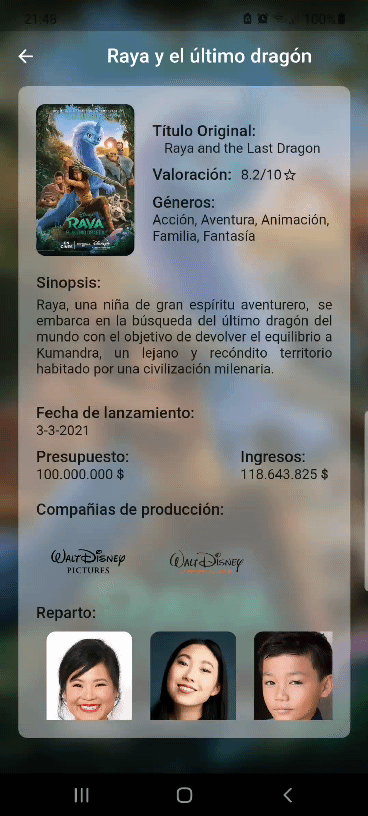 21:48
100%
Raya y el último dragón
Título Original:
Raya and the Last Dragon
Valoración: 8.2/10
Géneros:
Acción, Aventura, Animación,
Familia, Fantasía
RAYA
Sinopsis:
Raya, una niña de gran espíritu aventurero, se
embarca en la búsqueda del último dragón del
mundo con el objetivo de devolver el equilibrio a
Kumandra, un lejano y recóndito territorio
habitado por una civilización milenaria.
Fecha de lanzamiento:
3-3-2021
Presupuesto:
100.000.000 $
Ingresos:
118.643.825 $
Compañias de producción:
WALT DISNEY
PICTURES
WALT DISNEY
Reparto: